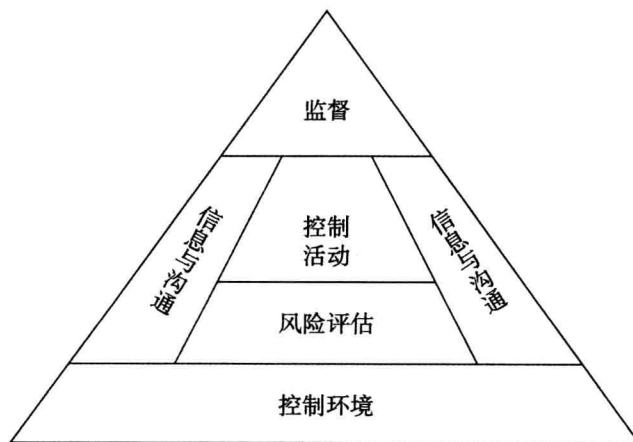 监督
信息与沟通
控制
活动
信息与沟通
风险评估
控制环境